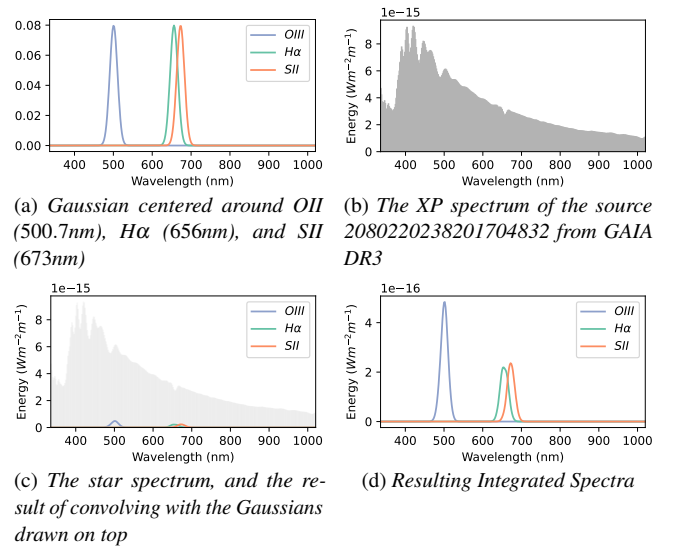 0.08
0.06
0.04
0.02
0.00
400 500 600 700 800 900 1000
Wavelength (nm)
OIII
Hα
SII
(a) Gaussian centered around OII
(500.7nm), Hα (656nm), and SII
(673nm)
1e−15
8
6
4
2
0
Energy (Wm⁻²m⁻¹)
400 500 600 700 800 900 1000
Wavelength (nm)
(b) The XP spectrum of the source
2080220238201704832 from GAIA
DR3
1e−15
8
6
4
2
0
Energy (Wm⁻²m⁻¹)
400 500 600 700 800 900 1000
Wavelength (nm)
OIII
Hα
SII
(c) The star spectrum, and the re-
sult of convolving with the Gaussians
drawn on top
1e−16
4
2
0
Energy (Wm⁻²m⁻¹)
400 500 600 700 800 900 1000
Wavelength (nm)
OIII
Hα
SII
(d) Resulting Integrated Spectra